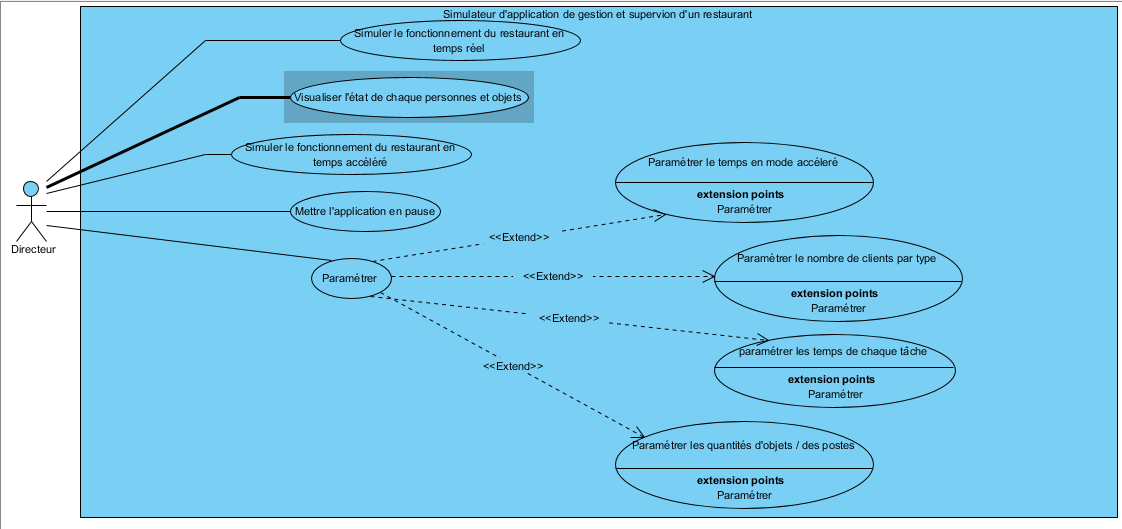 Simulateur d'application de gestion et supervion d'un restaurant
Simuler le fonctionnement du restaurant en
temps réel
Visualiser l'état de chaque personnes et objets
Simuler le fonctionnement du restaurant en
temps accéléré
Mettre l'application en pause
Directeur
Paramétrer
<<Extend>>
<<Extend>>
<<Extend>>
<<Extend>>
Paramétrer le temps en mode accéleré
extension points
Paramétrer
Paramétrer le nombre de clients par type
extension points
Paramétrer
paramétrer les temps de chaque tâche
extension points
Paramétrer
Paramétrer les quantités d'objets / des postes
extension points
Paramétrer